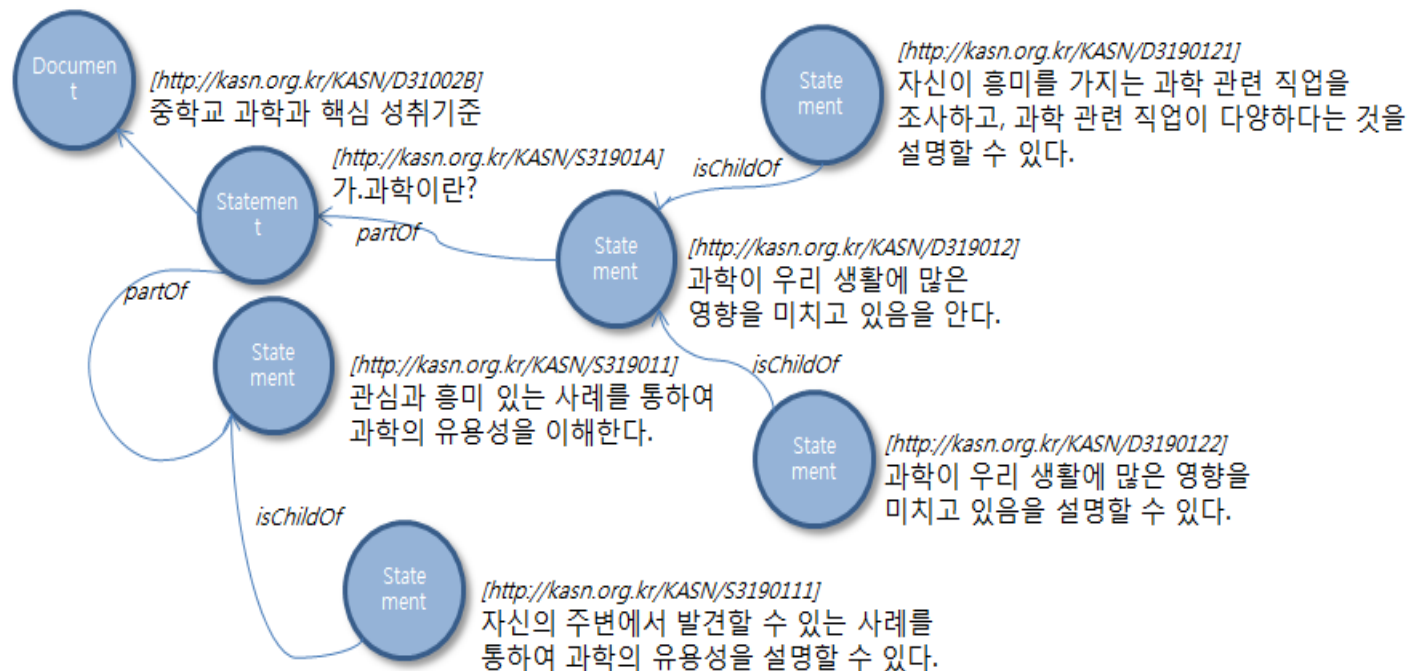 Documen
t
[http://kasn.org.kr/KASN/D31002B]
중학교 과학과 핵심 성취기준
State
ment
[http://kasn.org.kr/KASN/D3190121]
자신이 흥미를 가지는 과학 관련 직업을
조사하고, 과학 관련 직업이 다양하다는 것을
설명할 수 있다.
isChildOf
Statemen
t
[http://kasn.org.kr/KASN/S31901A]
가.과학이란?
partOf
State
ment
[http://kasn.org.kr/KASN/D319012]
과학이 우리 생활에 많은
영향을 미치고 있음을 안다.
partOf
State
ment
[http://kasn.org.kr/KASN/S319011]
관심과 흥미 있는 사례를 통하여
과학의 유용성을 이해한다.
isChildOf
State
ment
[http://kasn.org.kr/KASN/D3190122]
과학이 우리 생활에 많은 영향을
미치고 있음을 설명할 수 있다.
isChildOf
State
ment
[http://kasn.org.kr/KASN/S3190111]
자신의 주변에서 발견할 수 있는 사례를
통하여 과학의 유용성을 설명할 수 있다.